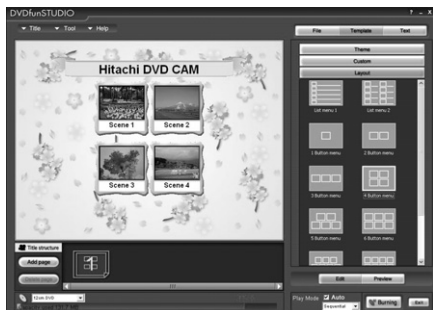 DVDfunSTUDIO
Title
Tool
Help
File
Template
Text
Theme
Custom
Layout
Hitachi DVD CAM
Scene 1
Scene 2
Scene 3
Scene 4
List menu 1
List menu 2
1 Button menu
2 Button menu
3 Button menu
4 Button menu
5 Button menu
6 Button menu
Title structure
Add page
Delete page
Edit
Preview
Play Mode
Auto
Sequential
Burning
Exit